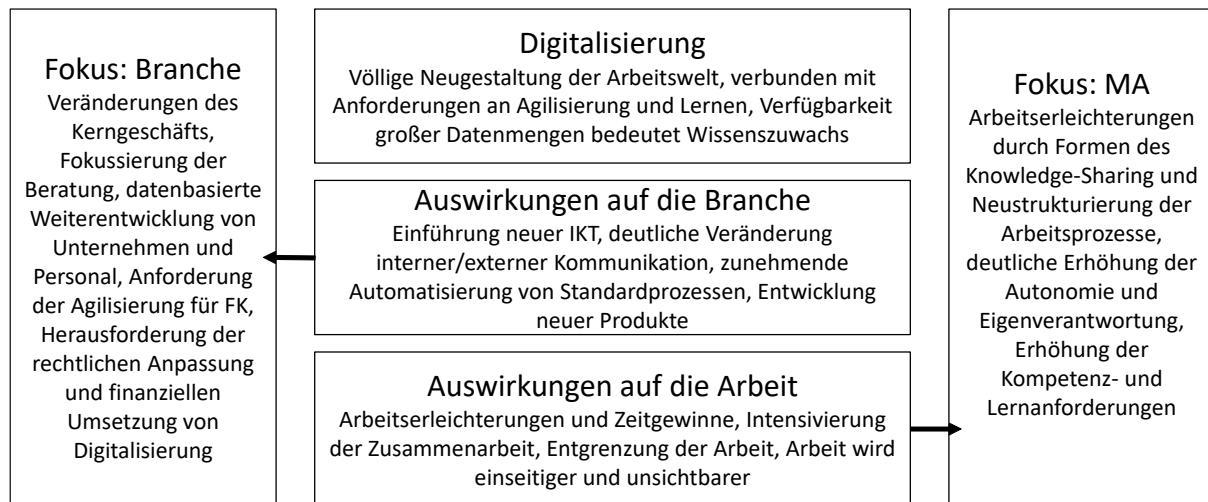 Fokus: Branche
Veränderungen des
Kerngeschäfts,
Fokussierung der
Beratung, datenbasierte
Weiterentwicklung von
Unternehmen und
Personal, Anforderung
der Agilisierung für FK,
Herausforderung der
rechtlichen Anpassung
und finanziellen
Umsetzung von
Digitalisierung
Digitalisierung
Völlige Neugestaltung der Arbeitswelt, verbunden mit
Anforderungen an Agilisierung und Lernen, Verfügbarkeit
großer Datenmengen bedeutet Wissenszuwachs
Auswirkungen auf die Branche
Einführung neuer IKT, deutliche Veränderung
interner/externer Kommunikation, zunehmende
Automatisierung von Standardprozessen, Entwicklung
neuer Produkte
Auswirkungen auf die Arbeit
Arbeitserleichterungen und Zeitgewinne, Intensivierung
der Zusammenarbeit, Entgrenzung der Arbeit, Arbeit wird
einseitiger und unsichtbarer
Fokus: MA
Arbeitserleichterungen
durch Formen des
Knowledge-Sharing und
Neustrukturierung der
Arbeitsprozesse,
deutliche Erhöhung der
Autonomie und
Eigenverantwortung,
Erhöhung der
Kompetenz- und
Lernanforderungen